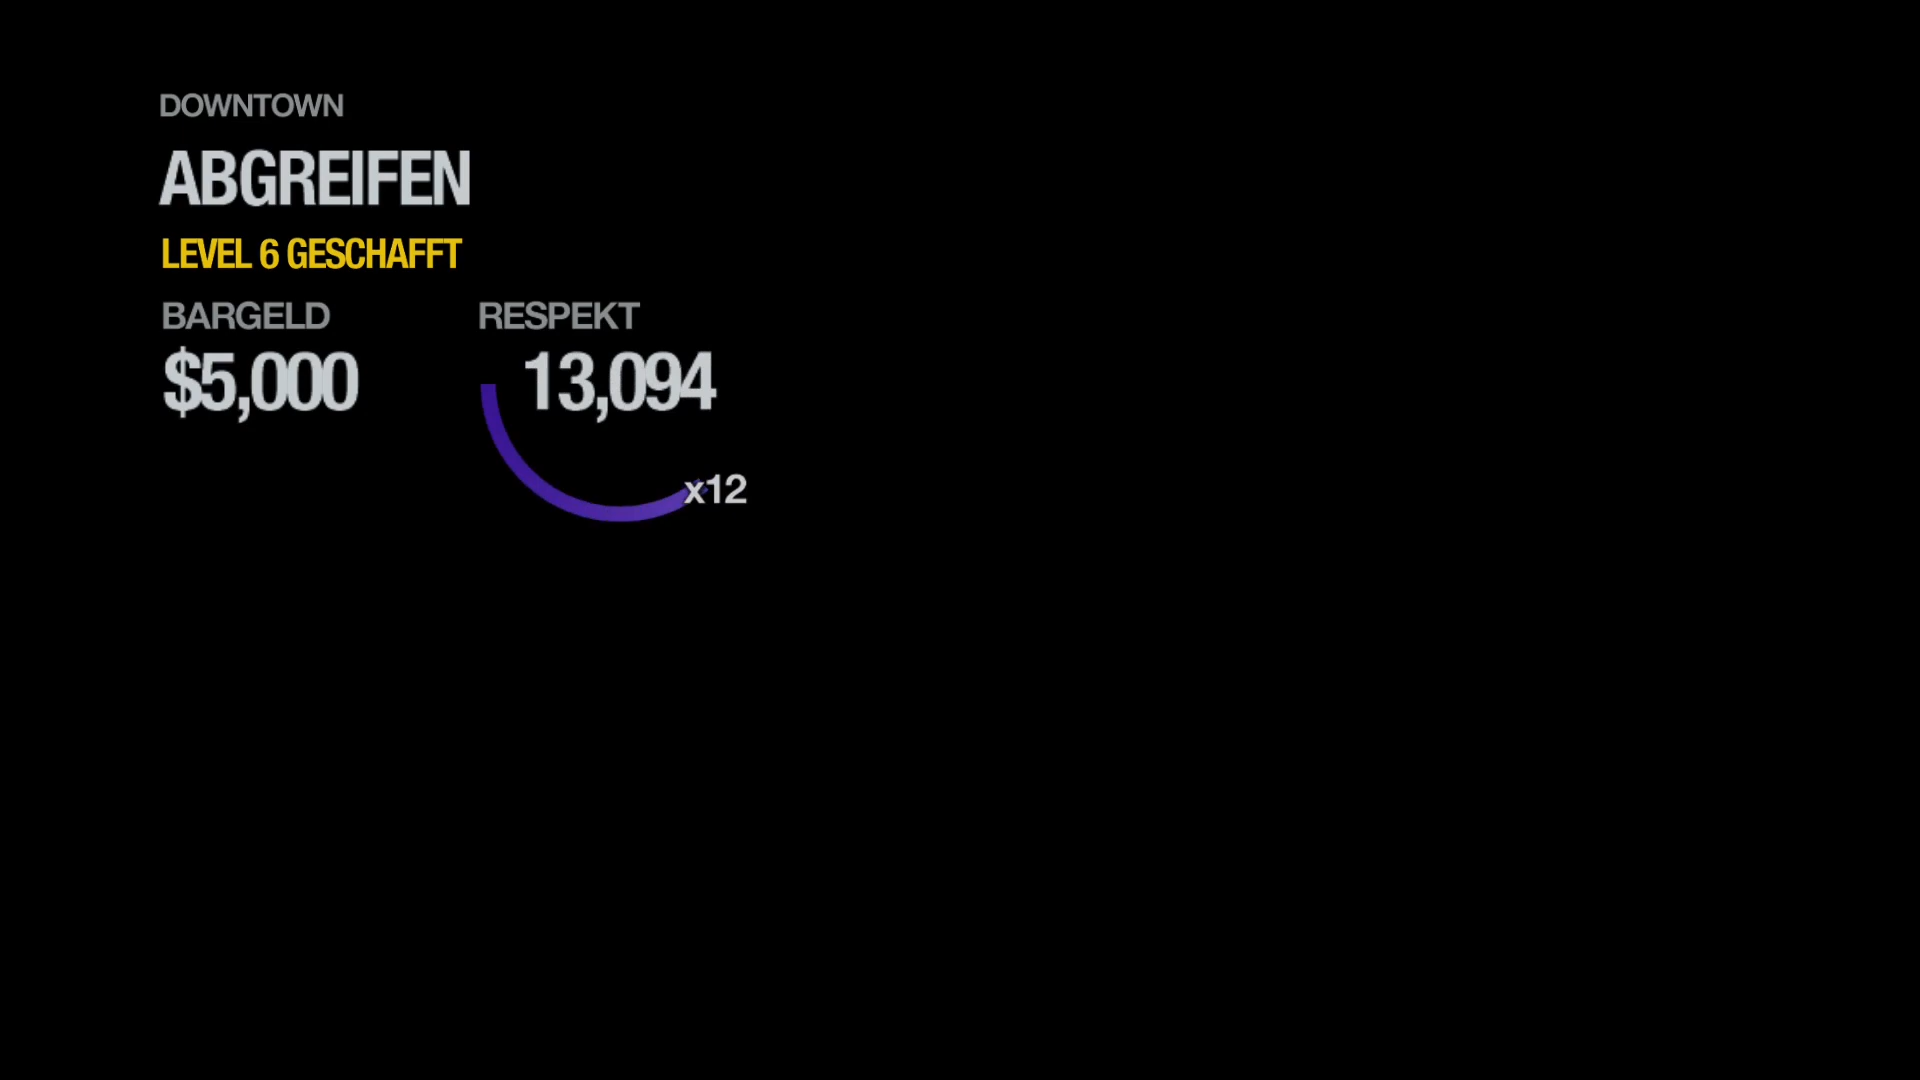 DOWNTOWN
ABGREIFEN
LEVEL 6 GESCHAFFT
BARGELD RESPEKT
$5,000 13,094
x12